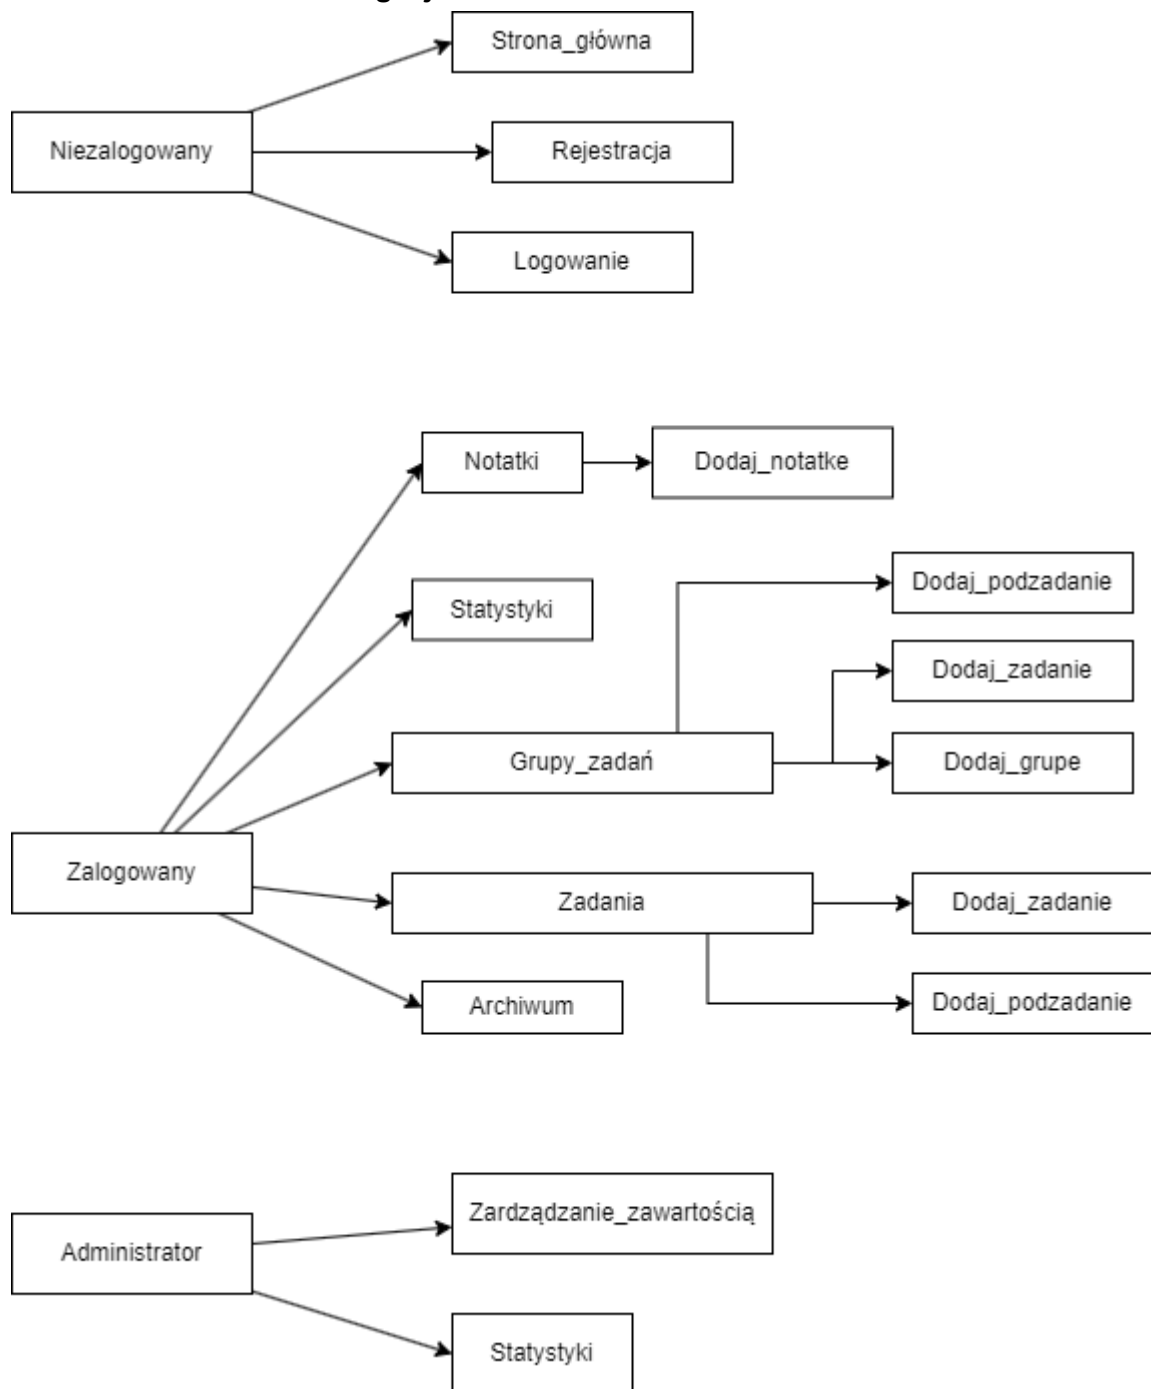 Strona_główna
Niezalogowany
Rejestracja
Logowanie
Notatki
Dodaj_notatke
Dodaj_podzadanie
Statystyki
Dodaj_zadanie
Grupy_zadań
Dodaj_grupe
Zalogowany
Zadania
Dodaj_zadanie
Archiwum
Dodaj_podzadanie
Zardządzanie_zawartością
Administrator
Statystyki